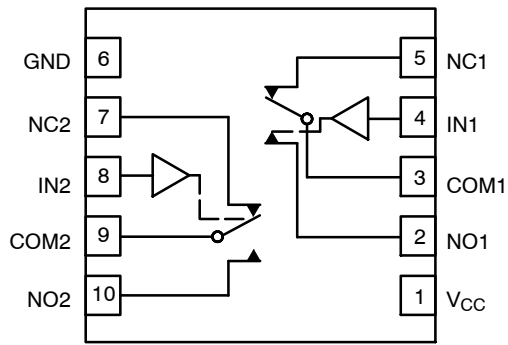 GND 6 5 NC1
NC2 7 4 IN1
IN2 8 3 COM1
COM2 9 2 NO1
NO2 10 1 VCC